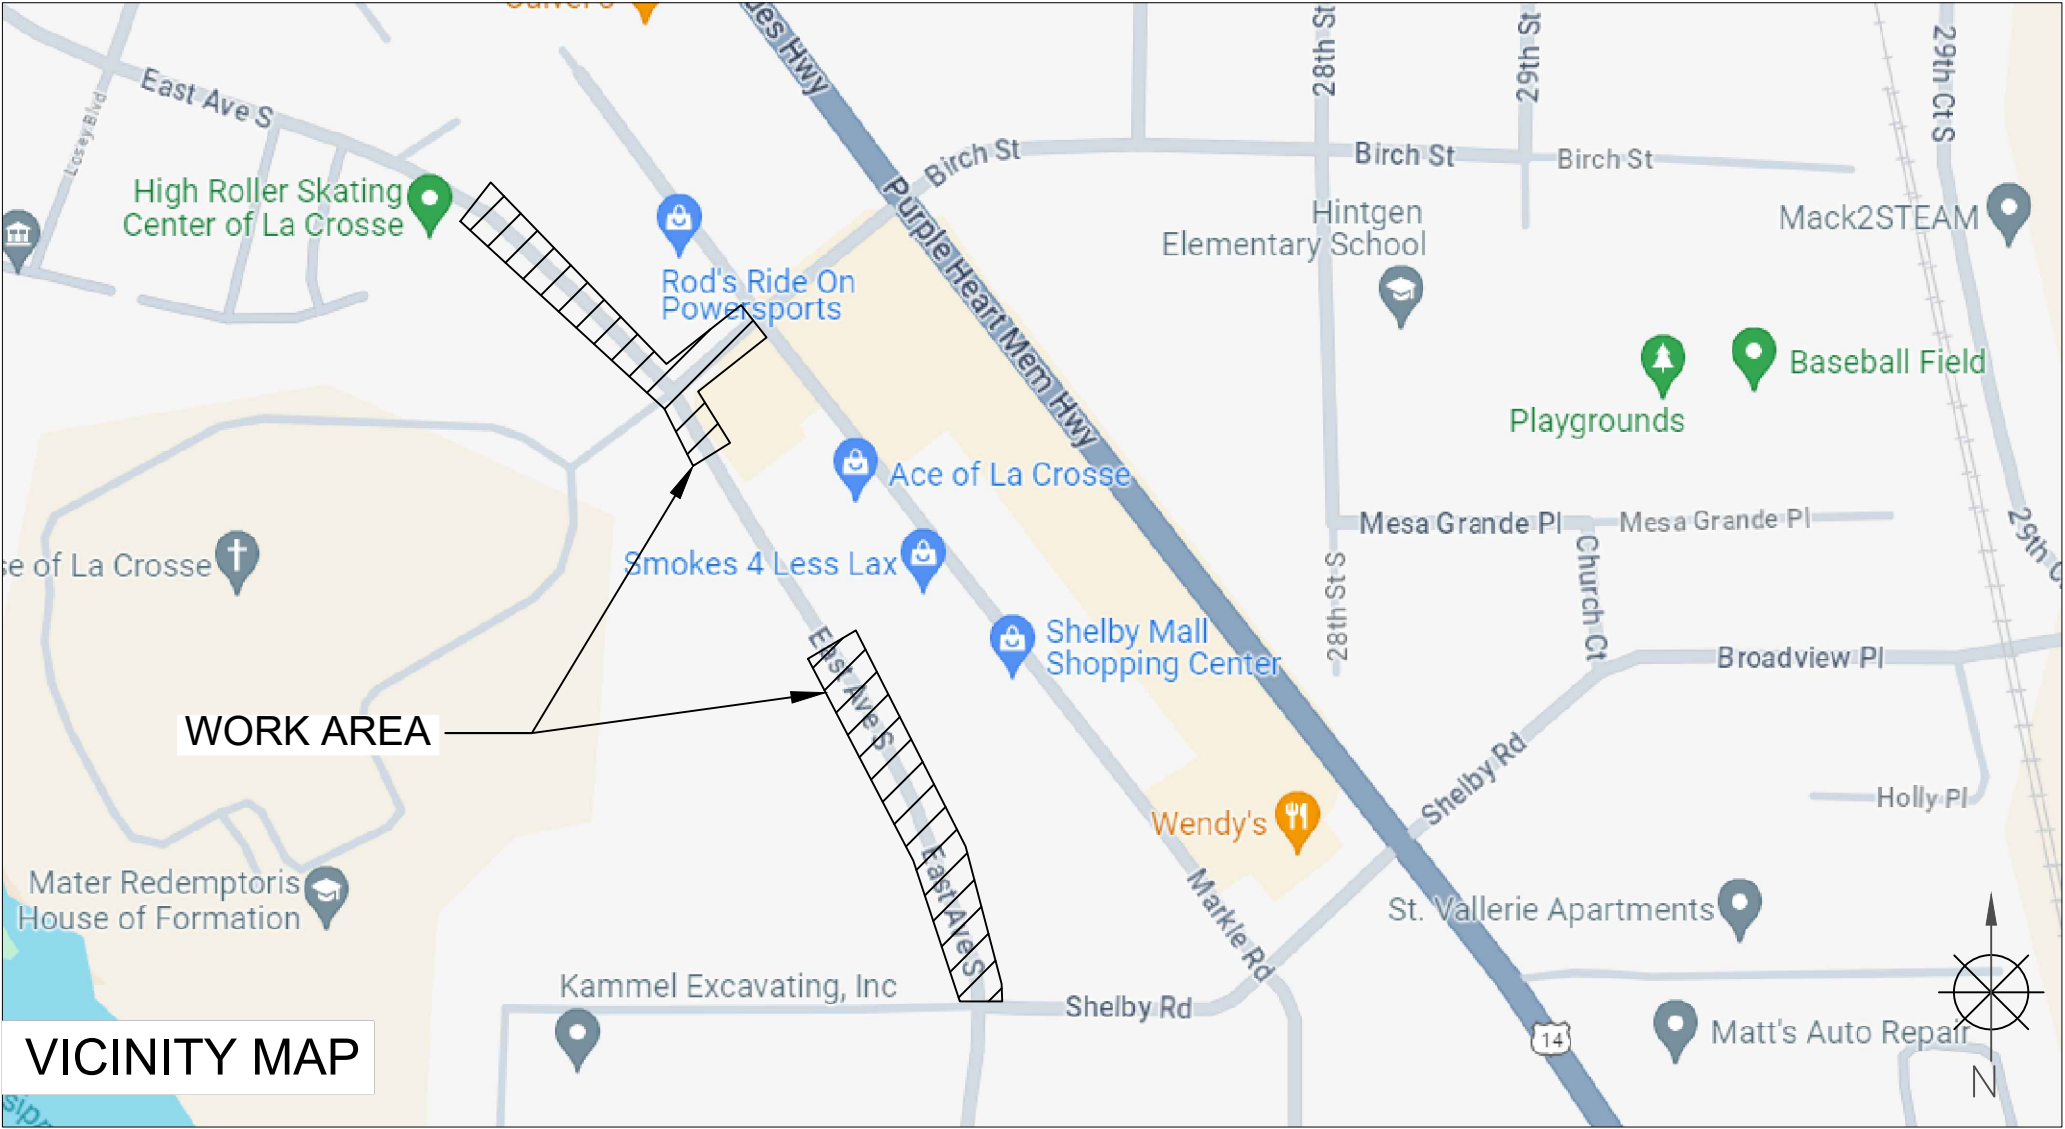 Culver's
des Hwy
28th St
29th St
29th Ct S
East Ave S
Losey Blvd
Birch St
Birch St
Birch St
High Roller Skating
Center of La Crosse
Purple Heart Mem Hwy
Hintgen
Elementary School
Mack2STEAM
Rod's Ride On
Powersports
Playgrounds
Baseball Field
Ace of La Crosse
Mesa Grande Pl
Mesa Grande Pl
29th C
se of La Crosse
Smokes 4 Less Lax
28th St S
Church Ct
East Ave S
Shelby Mall
Shopping Center
Broadview Pl
WORK AREA
Shelby Rd
Holly Pl
Wendy's
Mater Redemptoris
House of Formation
East Ave S
Markle Rd
St. Vallerie Apartments
Kammel Excavating, Inc
Shelby Rd
14
Matt's Auto Repair
VICINITY MAP
N
sipp